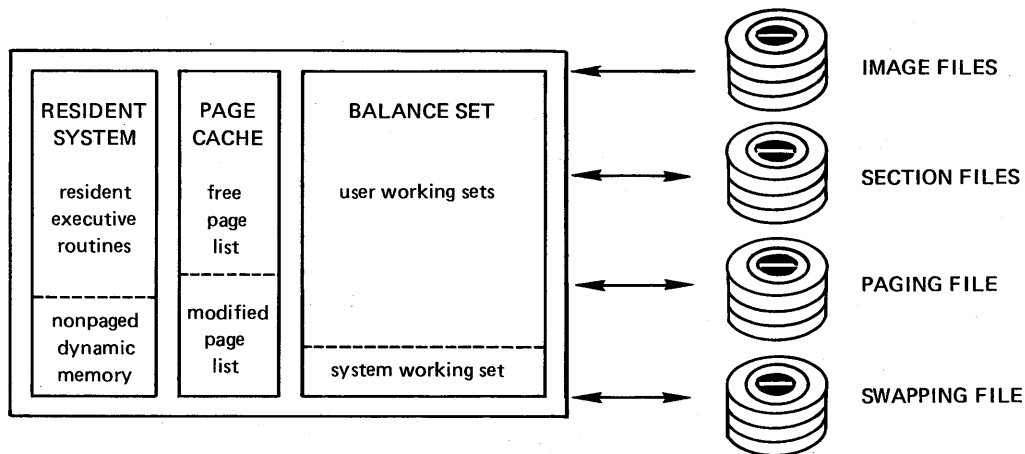 RESIDENT
SYSTEM
resident
executive
routines
nonpaged
dynamic
memory
PAGE
CACHE
free
page
list
modified
page
list
BALANCE SET
user working sets
system working set
IMAGE FILES
SECTION FILES
PAGING FILE
SWAPPING FILE